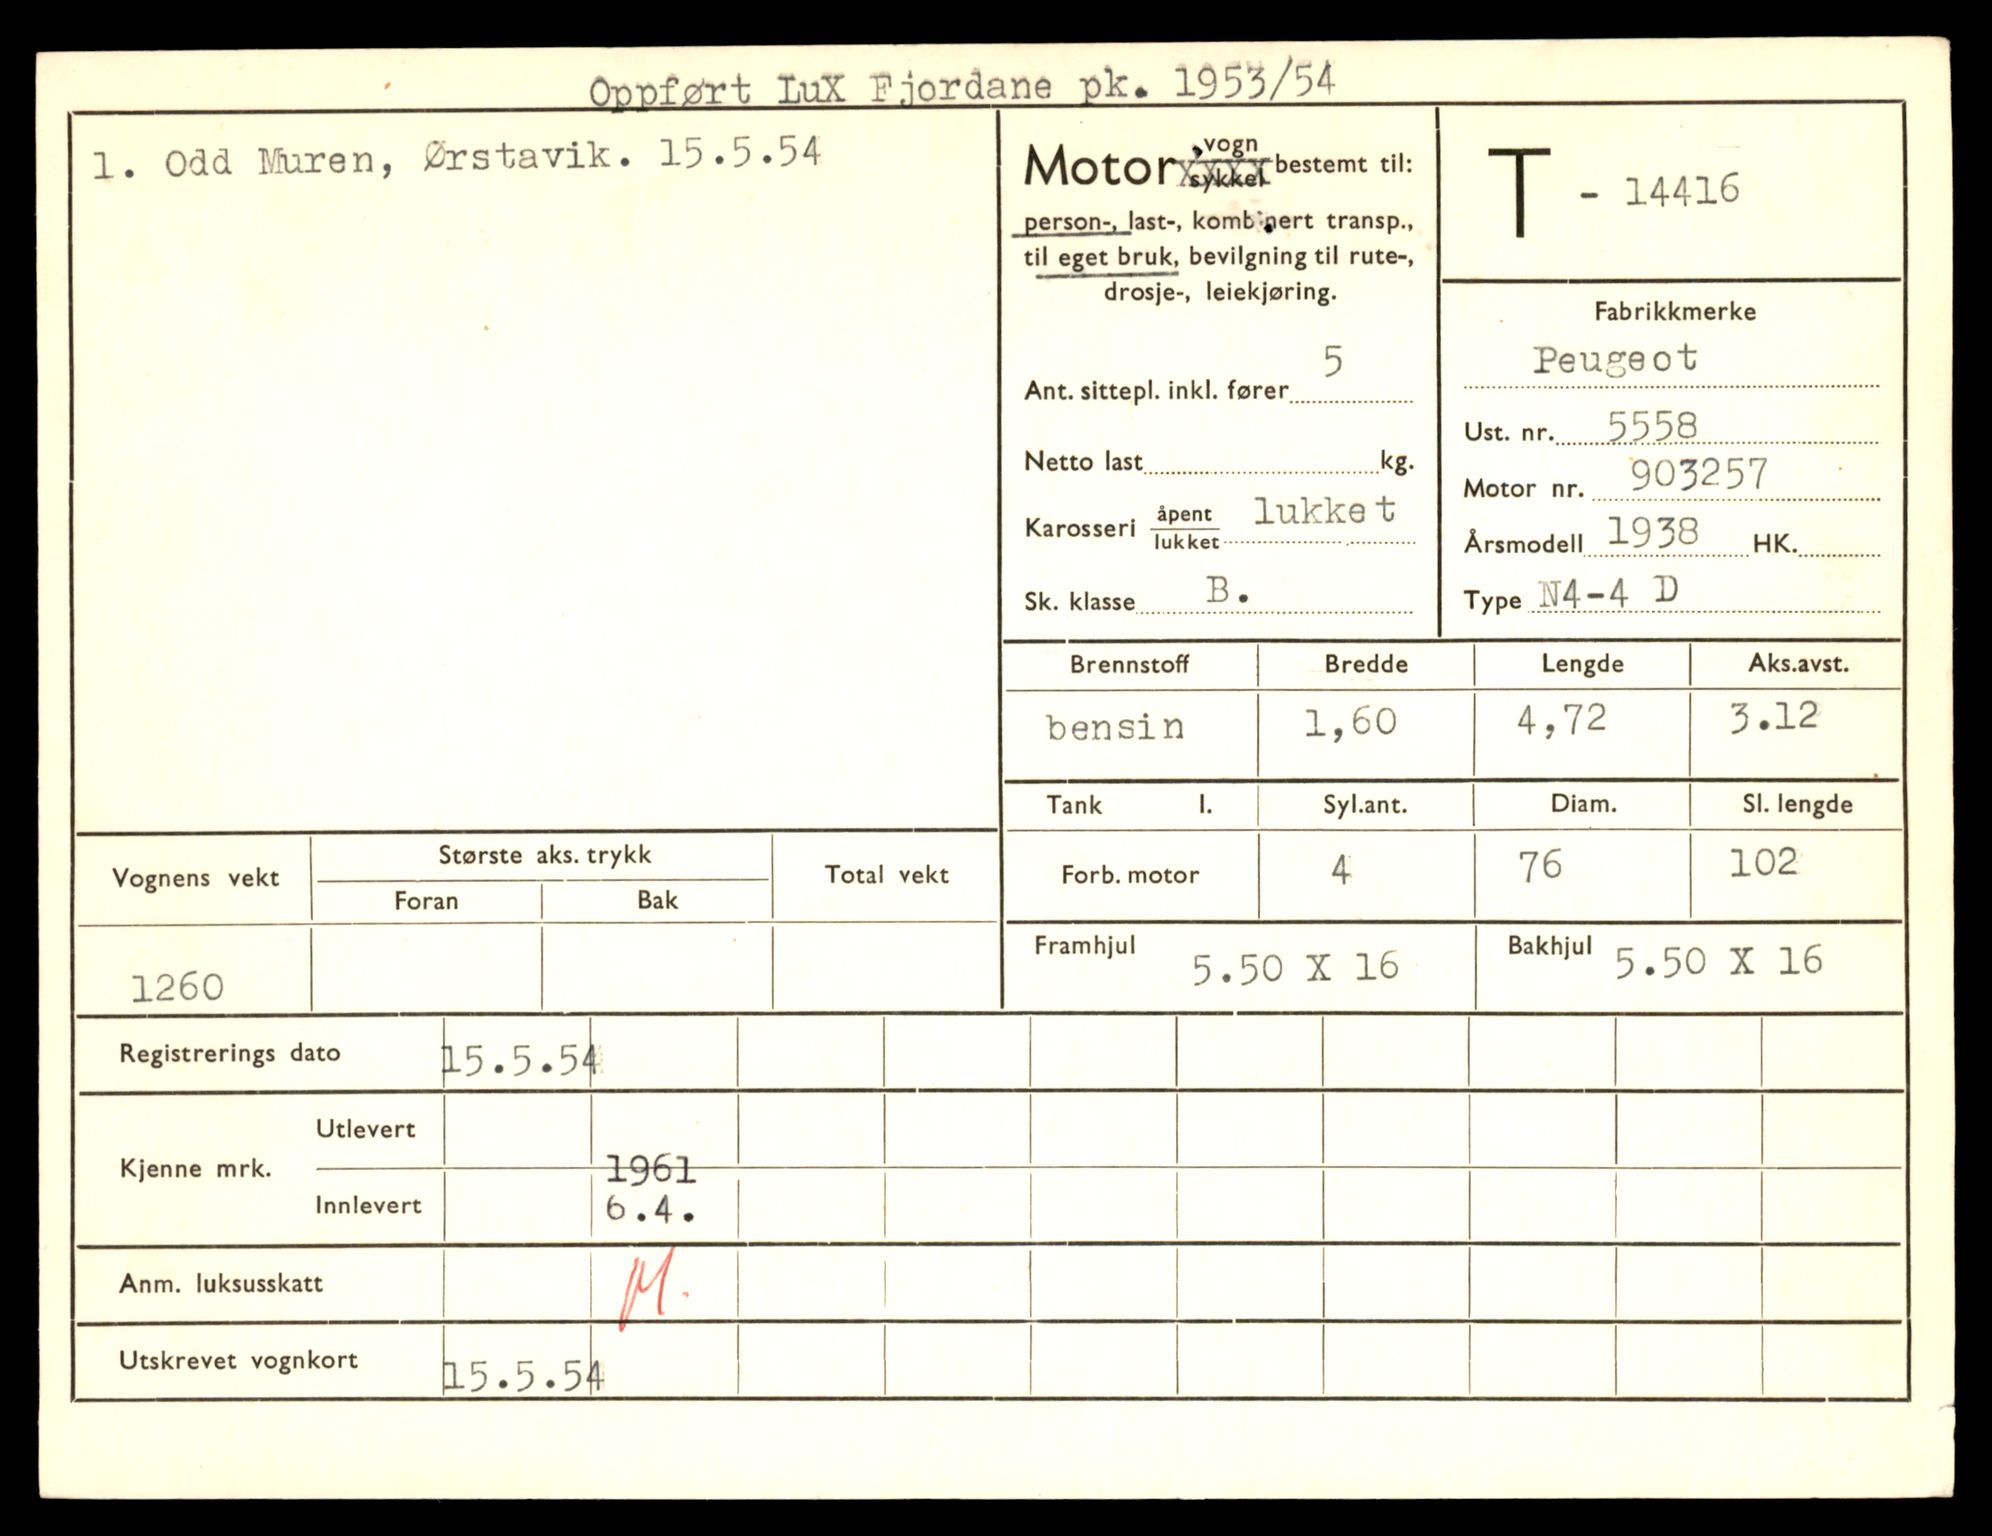 Oppført LuX Fjordane pk. 1953/54
1. Odd Muren, Ørstavik. 15.5.54
Motor vogn
sykkel bestemt til:
person-, last-, kombinert transp.,
til eget bruk, bevilgning til rute-,
drosje-, leiekjøring.
Ant. sittepl. inkl. fører 5
Netto last kg.
Karosseri åpent
lukket lukket
Sk. klasse B.
T - 14416
Fabrikkmerke
Peugeot
Ust. nr. 5558
Motor nr. 903257
Årsmodell 1938 HK.
Type N4-4 D
Brennstoff Bredde Lengde Aks.avst.
bensin 1,60 4,72 3.12
Tank l. Syl.ant. Diam. Sl. lengde
Forb. motor 4 76 102
Framhjul 5.50 X 16 Bakhjul 5.50 X 16
Vognens vekt Største aks. trykk Total vekt
Foran Bak
1260
Registrerings dato 15.5.54
Kjenne mrk. Utlevert
1961
Innlevert 6.4.
Anm. luksusskatt M.
Utskrevet vognkort 15.5.54